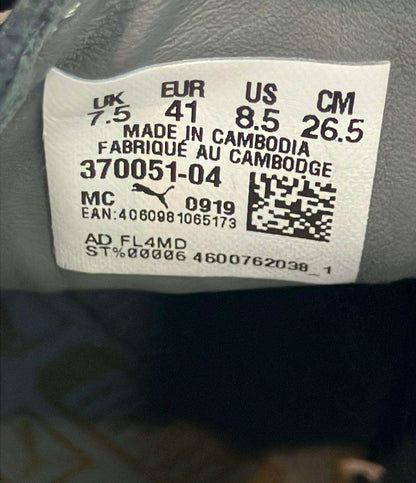 UK EUR US CM
7.5 41 8.5 26.5
MADE IN CAMBODIA
FABRIQUÉ AU CAMBODGE
370051-04
MC 0919
EAN:4060981065173
AD FL4MD
ST%00006 4600762038_1